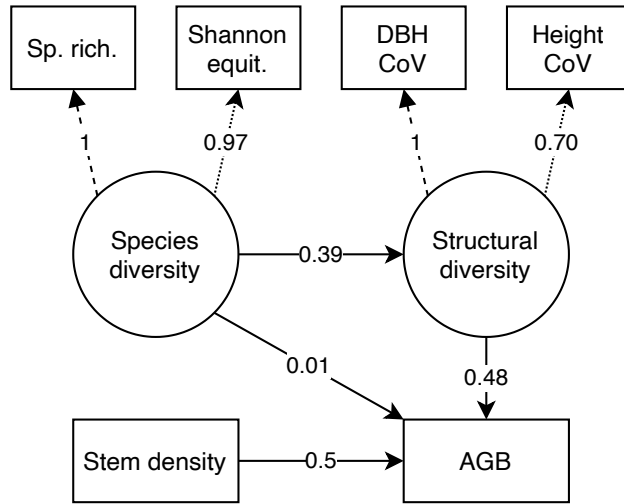 Sp. rich.
Shannon
equit.
DBH
CoV
Height
CoV
1
0.97
1
0.70
Species
diversity
0.39
Structural
diversity
0.01
0.48
Stem density
0.5
AGB